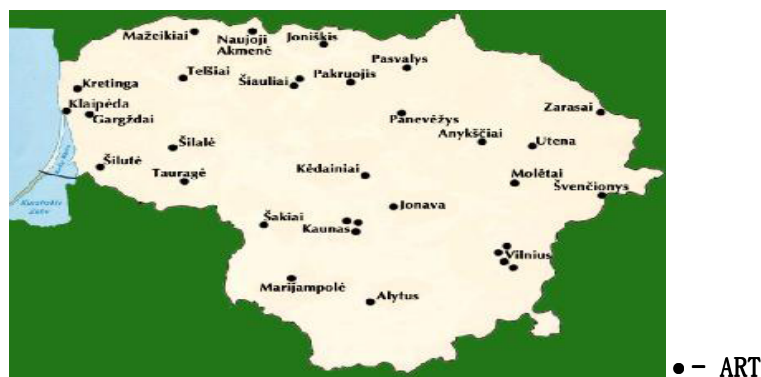 Mažeikiai
Naujoji
Akmenė
Joniškis
Pasvalys
Telšiai
Šiauliai
Pakruojis
Kretinga
Klaipėda
Gargždai
Panevėžys
Zarasai
Anykščiai
Utena
Šilalė
Šilutė
Tauragė
Kėdainiai
Molėtai
Švenčionys
Jonava
Šakiai
Kaunas
Vilnius
Marijampolė
Alytus
• – ART